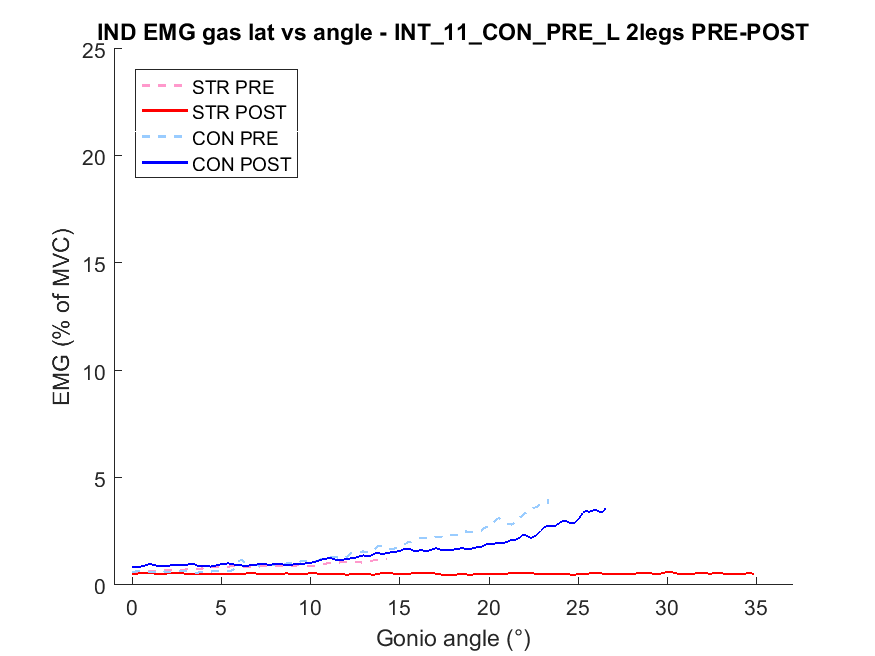 IND EMG gas lat vs angle - INT_11_CON_PRE_L 2legs PRE-POST
25
20
15
10
5
0
EMG (% of MVC)
STR PRE
STR POST
CON PRE
CON POST
0 5 10 15 20 25 30 35
Gonio angle (°)